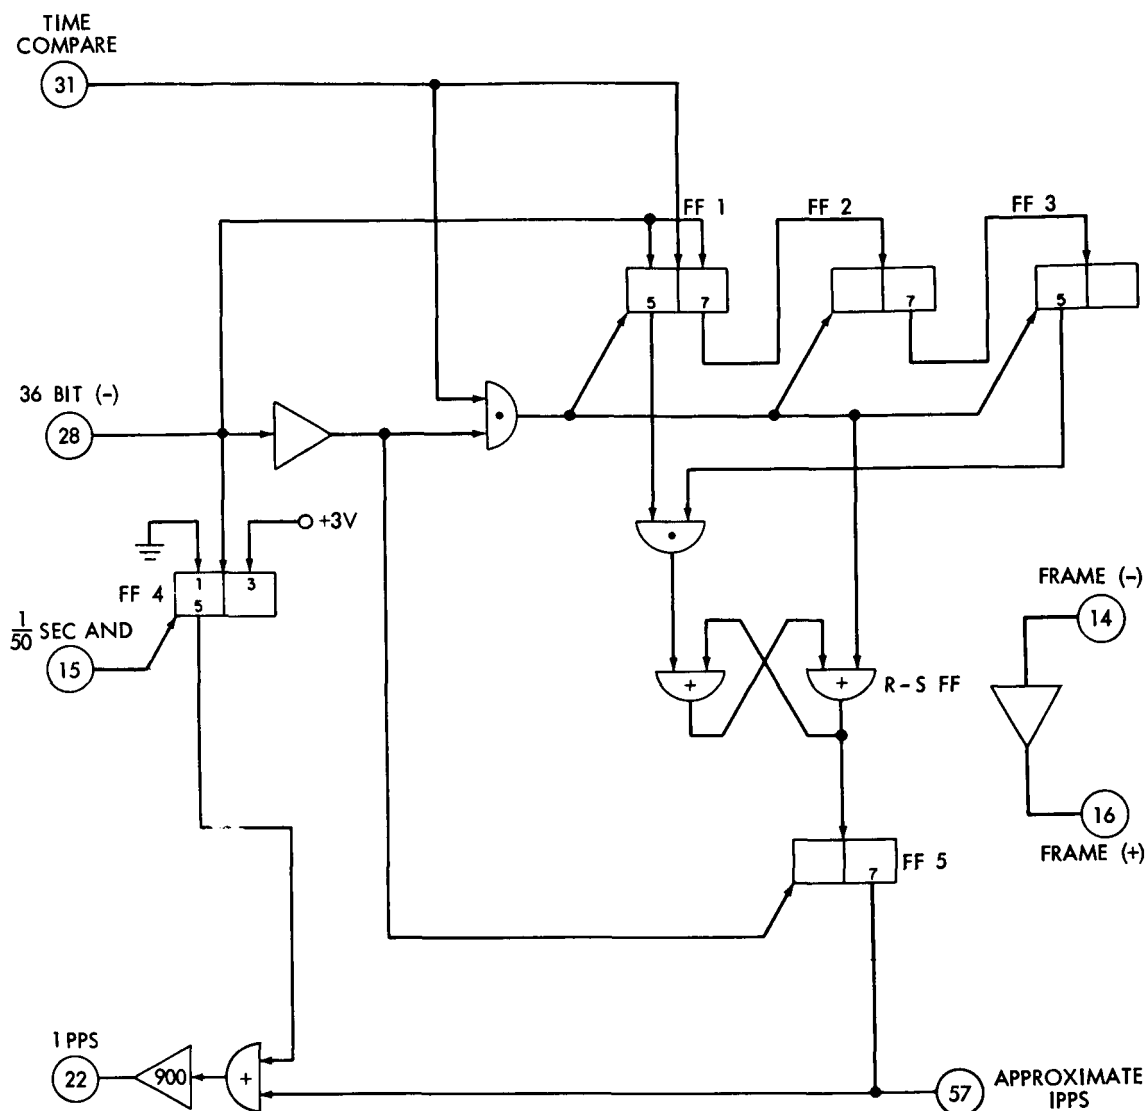 TIME
COMPARE
31
FF 1
FF 2
FF 3
5
7
7
5
36 BIT (-)
28
•
+3V
•
1
3
FF 4
5
1/50 SEC AND
15
FRAME (-)
14
+
+
R-S FF
16
FRAME (+)
FF 5
7
1 PPS
22
900
+
57
APPROXIMATE
IPPS